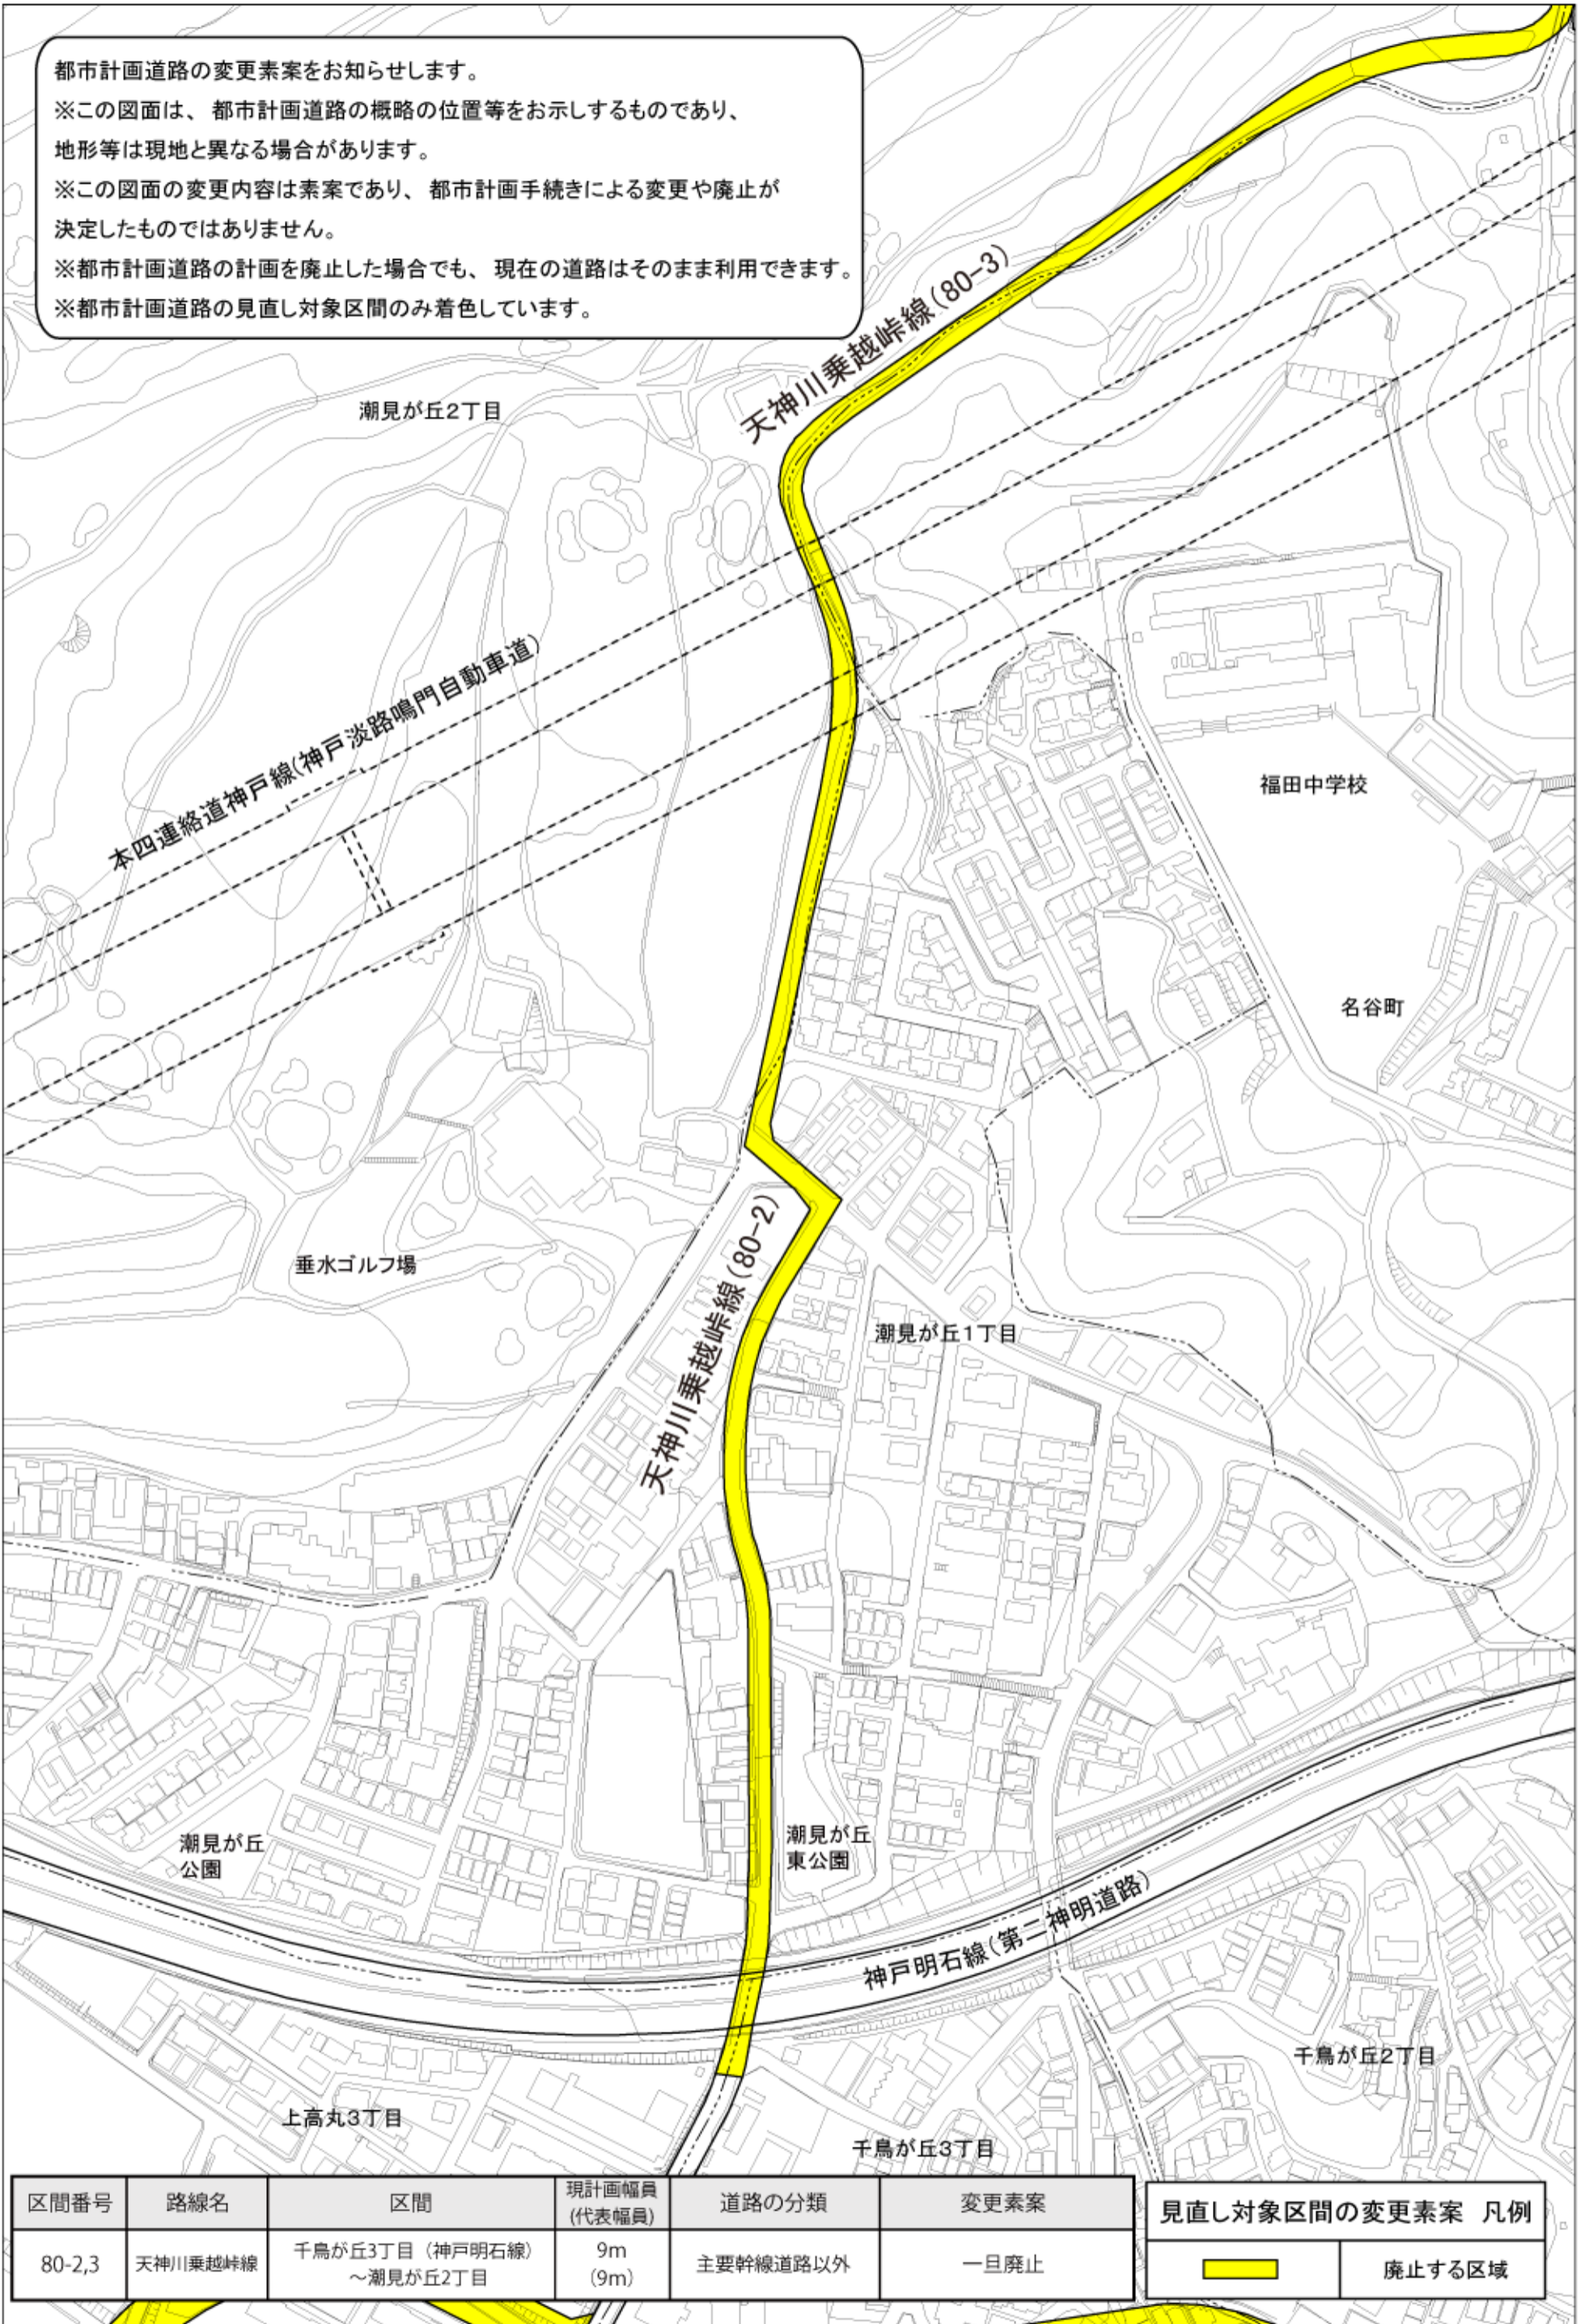 都市計画道路の変更素案をお知らせします。
※この図面は、都市計画道路の概略の位置等をお示しするものであり、
地形等は現地と異なる場合があります。
※この図面の変更内容は素案であり、都市計画手続きによる変更や廃止が
決定したものではありません。
※都市計画道路の計画を廃止した場合でも、現在の道路はそのまま利用できます。
※都市計画道路の見直し対象区間のみ着色しています。
天神川乗越峠線(80-3)
潮見が丘2丁目
本四連絡道神戸線(神戸淡路鳴門自動車道)
福田中学校
名谷町
天神川乗越峠線(80-2)
垂水ゴルフ場
潮見が丘1丁目
潮見が丘
公園
潮見が丘
東公園
神戸明石線(第二神明道路)
千鳥が丘2丁目
上高丸3丁目
千鳥が丘3丁目
区間番号 路線名 区間 現計画幅員 道路の分類 変更素案
(代表幅員)
80-2,3 天神川乗越峠線 千鳥が丘3丁目（神戸明石線） 9m 主要幹線道路以外 一旦廃止
～潮見が丘2丁目 （9m）
見直し対象区間の変更素案 凡例
廃止する区域